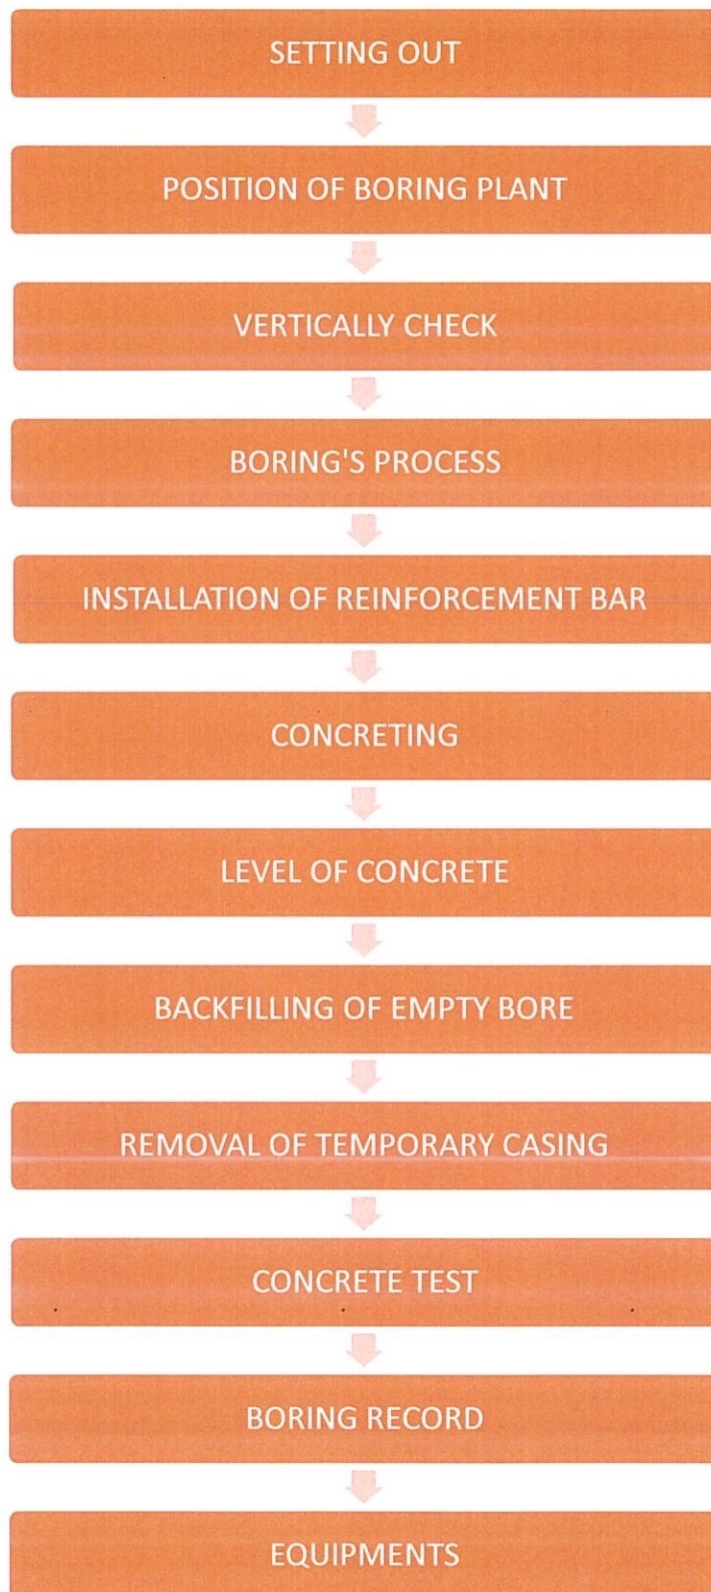 SETTING OUT
POSITION OF BORING PLANT
VERTICALLY CHECK
BORING'S PROCESS
INSTALLATION OF REINFORCEMENT BAR
CONCRETING
LEVEL OF CONCRETE
BACKFILLING OF EMPTY BORE
REMOVAL OF TEMPORARY CASING
CONCRETE TEST
BORING RECORD
EQUIPMENTS